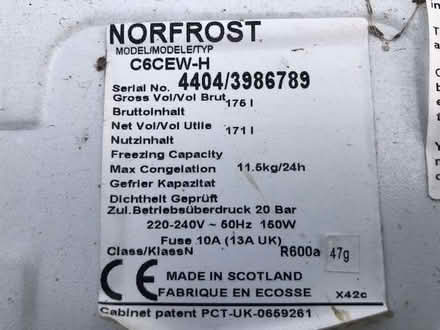 NORFROST
MODEL/MODELE/TYP
C6CEW-H
Serial No. 4404/3986789
Gross Vol/Vol Brut 175 l
Bruttoinhalt
Net Vol/Vol Utile 171 l
Nutzinhalt
Freezing Capacity
Max Congelation 11.5kg/24h
Gefrier Kapazitat
Dichtheit Geprüft
Zul.Betriebsüberdruck 20 Bar
220-240V ~ 50Hz 150W
Fuse 10A (13A UK)
Class/KlassN R600a 47g
CE MADE IN SCOTLAND
FABRIQUE EN ECOSSE X42c
Cabinet patent PCT-UK-0659261